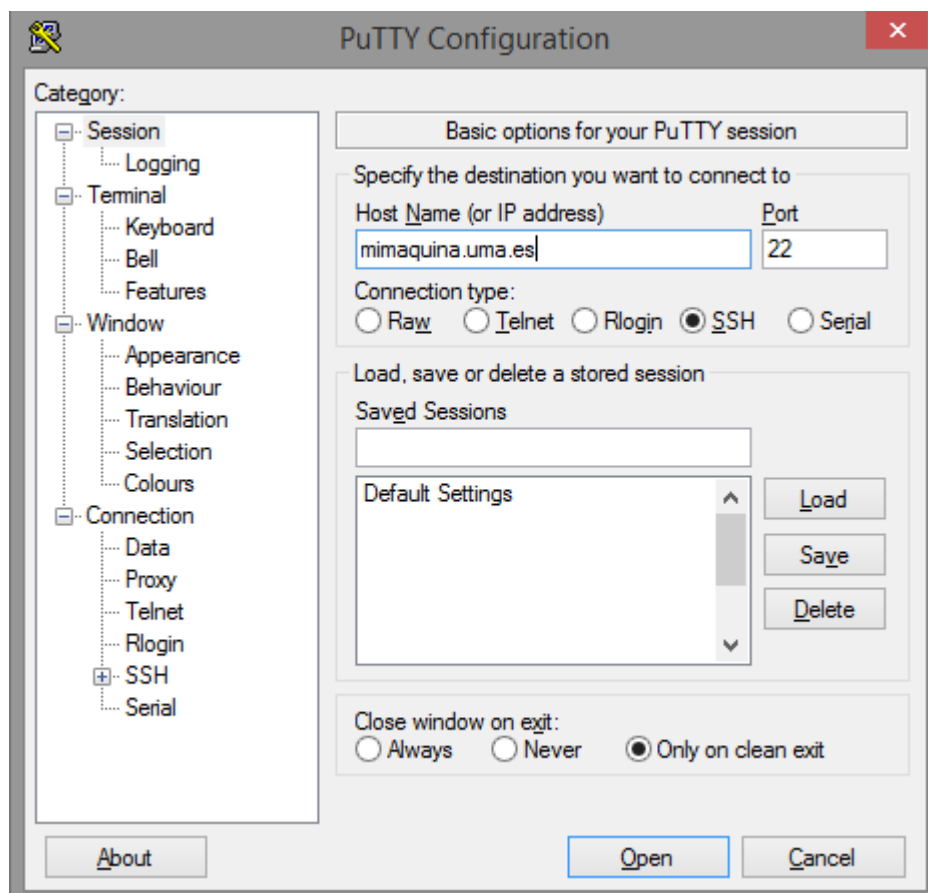 PuTTY Configuration
Category:
Session
Logging
Terminal
Keyboard
Bell
Features
Window
Appearance
Behaviour
Translation
Selection
Colours
Connection
Data
Proxy
Telnet
Rlogin
SSH
Serial
Basic options for your PuTTY session
Specify the destination you want to connect to
Host Name (or IP address) Port
mimaquina.uma.es 22
Connection type:
Raw Telnet Rlogin SSH Serial
Load, save or delete a stored session
Saved Sessions
Default Settings
Load
Save
Delete
Close window on exit:
Always Never Only on clean exit
About Open Cancel